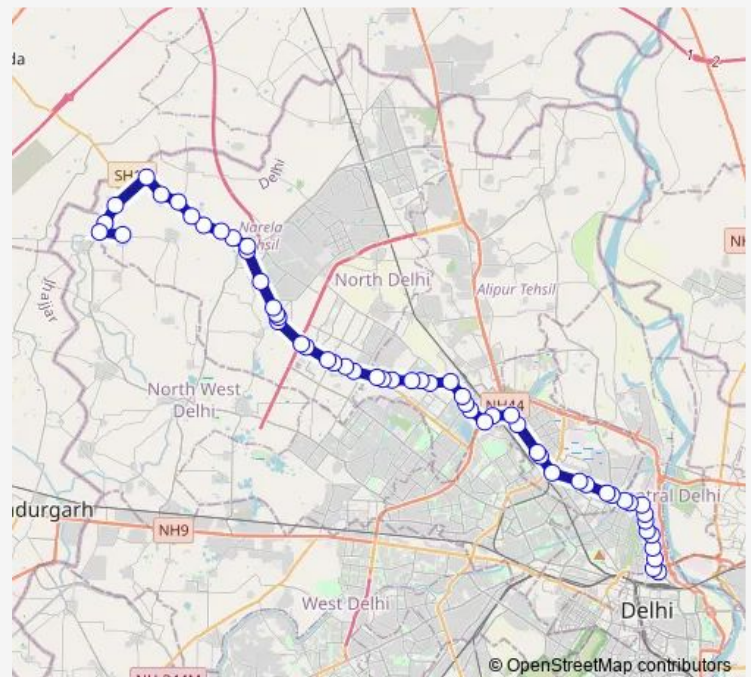 da
1
2
SH
Delhi
Narela
Tehsil
North Delhi
Alipur Tehsil
Jhajjar
North West
Delhi
NH44
ntral Delhi
adurgarh
NH9
West Delhi
Delhi
© OpenStreetMap contributors